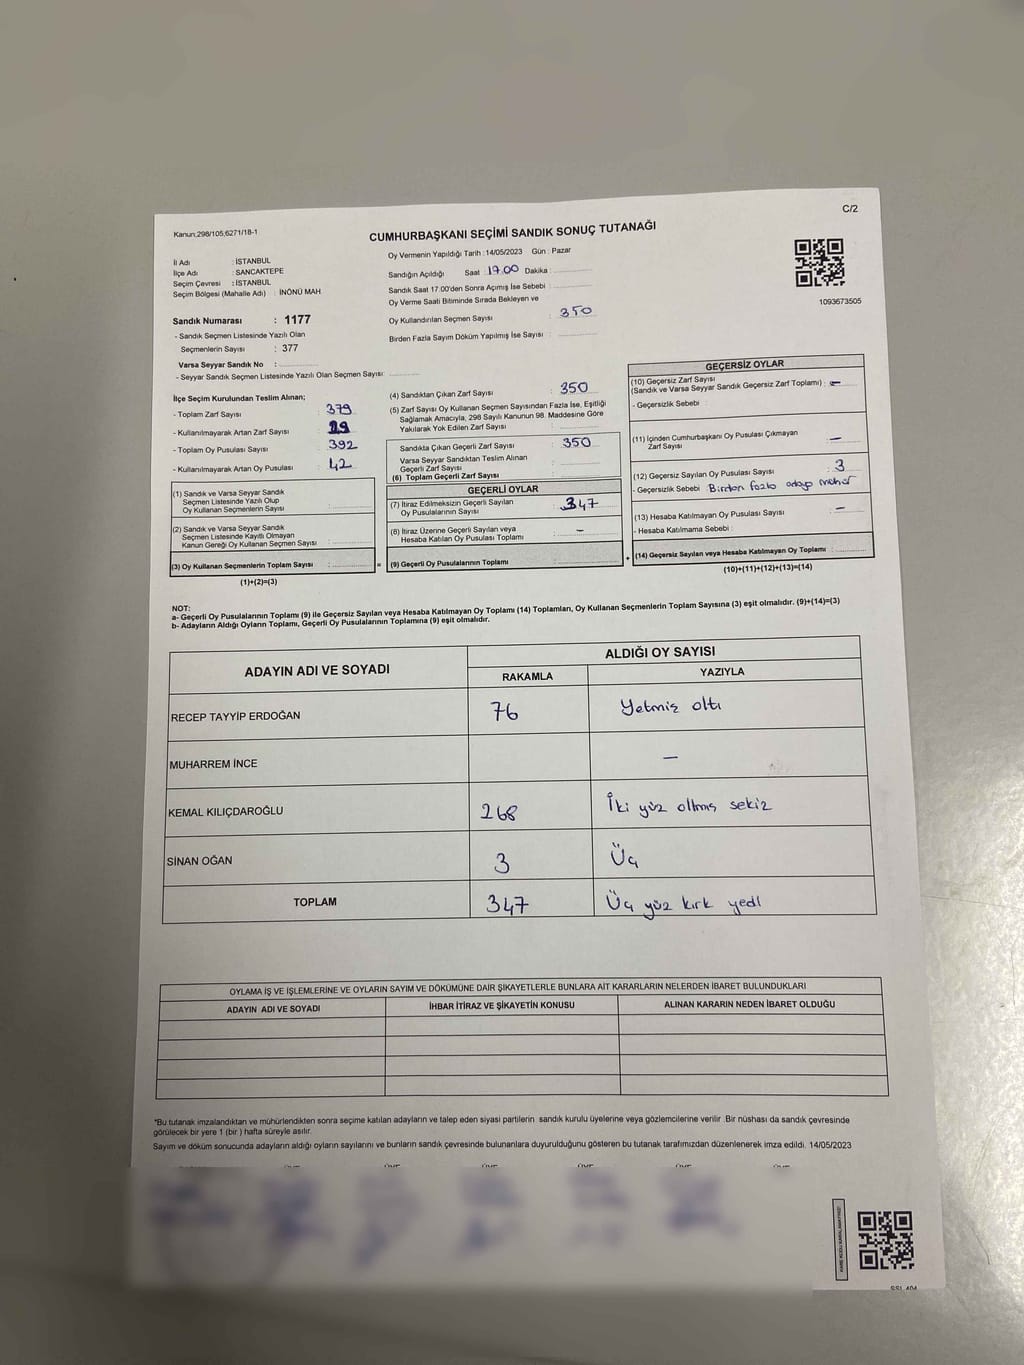 C/2
Kanun;298/105,6271/18-1
CUMHURBAŞKANI SEÇİMİ SANDIK SONUÇ TUTANAĞI
İl Adı : İSTANBUL
İlçe Adı : SANCAKTEPE
Seçim Çevresi : İSTANBUL
Seçim Bölgesi (Mahalle Adı) : İNÖNÜ MAH
Sandık Numarası : 1177
- Sandık Seçmen Listesinde Yazılı Olan
Seçmenlerin Sayısı : 377
Varsa Seyyar Sandık No :
- Seyyar Sandık Seçmen Listesinde Yazılı Olan Seçmen Sayısı:
Oy Vermenin Yapıldığı Tarih : 14/05/2023 Gün : Pazar
Sandığın Açıldığı Saat : 17.00 Dakika :
Sandık Saat 17.00'den Sonra Açımış İse Sebebi :
Oy Verme Saati Bitiminde Sırada Bekleyen ve
Oy Kullandırılan Seçmen Sayısı : 350
Birden Fazla Sayım Döküm Yapılmış İse Sayısı :
1093673505
İlçe Seçim Kurulundan Teslim Alınan;
- Toplam Zarf Sayısı : 379
- Kullanılmayarak Artan Zarf Sayısı : 29
- Toplam Oy Pusulası Sayısı : 392
- Kullanılmayarak Artan Oy Pusulası : 42
(1) Sandık ve Varsa Seyyar Sandık
Seçmen Listesinde Yazılı Olup
Oy Kullanan Seçmenlerin Sayısı :
(2) Sandık ve Varsa Seyyar Sandık
Seçmen Listesinde Kayıtlı Olmayan
Kanun Gereği Oy Kullanan Seçmen Sayısı :
(3) Oy Kullanan Seçmenlerin Toplam Sayısı :
(1)+(2)=(3)
(4) Sandıktan Çıkan Zarf Sayısı : 350
(5) Zarf Sayısı Oy Kullanan Seçmen Sayısından Fazla İse, Eşitliği
Sağlamak Amacıyla, 298 Sayılı Kanunun 98. Maddesine Göre
Yakılarak Yok Edilen Zarf Sayısı :
Sandıkta Çıkan Geçerli Zarf Sayısı : 350
Varsa Seyyar Sandıktan Teslim Alınan
Geçerli Zarf Sayısı :
(6) Toplam Geçerli Zarf Sayısı :
GEÇERLİ OYLAR
(7) İtiraz Edilmeksizin Geçerli Sayılan
Oy Pusulalarının Sayısı : 347
(8) İtiraz Üzerine Geçerli Sayılan veya
Hesaba Katılan Oy Pusulası Toplamı : –
= (9) Geçerli Oy Pusulalarının Toplamı :
GEÇERSİZ OYLAR
(10) Geçersiz Zarf Sayısı
(Sandık ve Varsa Seyyar Sandık Geçersiz Zarf Toplamı) : –
- Geçersizlik Sebebi :
(11) İçinden Cumhurbaşkanı Oy Pusulası Çıkmayan
Zarf Sayısı : –
(12) Geçersiz Sayılan Oy Pusulası Sayısı : 3
- Geçersizlik Sebebi : Birden fazla adaya mühür
(13) Hesaba Katılmayan Oy Pusulası Sayısı : –
- Hesaba Katılmama Sebebi :
+ (14) Geçersiz Sayılan veya Hesaba Katılmayan Oy Toplamı :
(10)+(11)+(12)+(13)=(14)
NOT:
a- Geçerli Oy Pusulalarının Toplamı (9) ile Geçersiz Sayılan veya Hesaba Katılmayan Oy Toplamı (14) Toplamları, Oy Kullanan Seçmenlerin Toplam Sayısına (3) eşit olmalıdır. (9)+(14)=(3)
b- Adayların Aldığı Oyların Toplamı, Geçerli Oy Pusulalarının Toplamına (9) eşit olmalıdır.
ADAYIN ADI VE SOYADI
ALDIĞI OY SAYISI
RAKAMLA YAZIYLA
RECEP TAYYİP ERDOĞAN 76 Yetmiş altı
MUHARREM İNCE –
KEMAL KILIÇDAROĞLU 268 İki yüz altmış sekiz
SİNAN OĞAN 3 Üç
TOPLAM 347 Üç yüz kırk yedi
OYLAMA İŞ VE İŞLEMLERİNE VE OYLARIN SAYIM VE DÖKÜMÜNE DAİR ŞİKAYETLERLE BUNLARA AİT KARARLARIN NELERDEN İBARET BULUNDUKLARI
ADAYIN ADI VE SOYADI İHBAR İTİRAZ VE ŞİKAYETİN KONUSU ALINAN KARARIN NEDEN İBARET OLDUĞU
*Bu tutanak imzalandıktan ve mühürlendikten sonra seçime katılan adayların ve talep eden siyasi partilerin sandık kurulu üyelerine veya gözlemcilerine verilir. Bir nüshası da sandık çevresinde
görülecek bir yere 1 (bir ) hafta süreyle asılır.
Sayım ve döküm sonucunda adayların aldığı oyların sayılarını ve bunların sandık çevresinde bulunanlara duyurulduğunu gösteren bu tutanak tarafımızdan düzenlenerek imza edildi. 14/05/2023